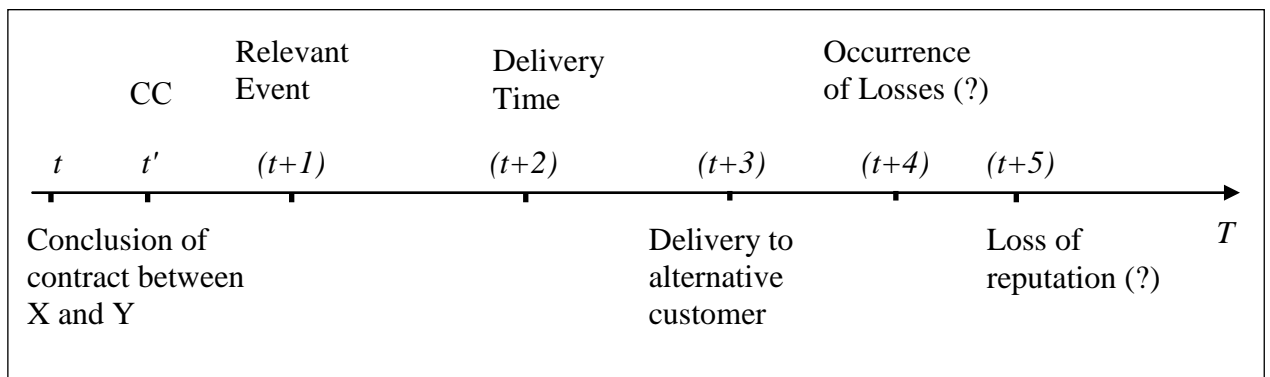 Relevant
Event
Delivery
Time
Occurrence
of Losses (?)
CC
t t' (t+1) (t+2) (t+3) (t+4) (t+5)
T
Conclusion of
contract between
X and Y
Delivery to
alternative
customer
Loss of
reputation (?)